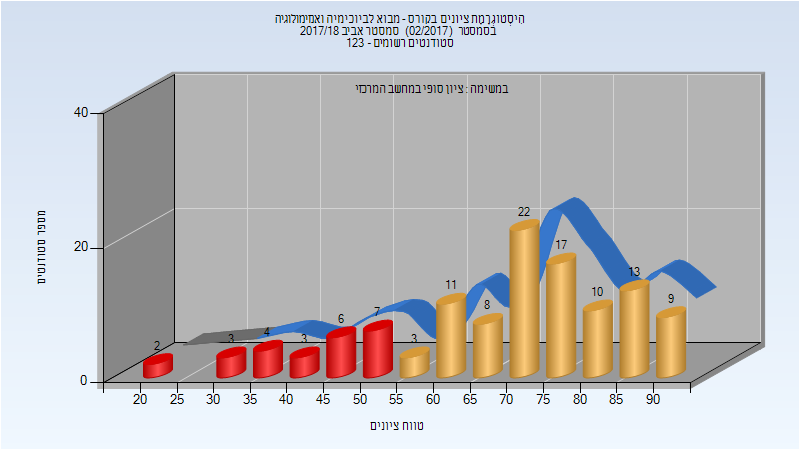 היסטוגרמת ציונים בקורס - מבוא לביוכימיה ואמימולוגיה
בסמסטר (02/2017) סמסטר אביב 2017/18
סטודנטים רשומים - 123
במשימה : ציון סופי במחשב המרכזי
מספר סטודנטים
40
20
0
2
3
4
3
6
7
3
11
8
22
17
10
13
9
20 25 30 35 40 45 50 55 60 65 70 75 80 85 90
טווח ציונים